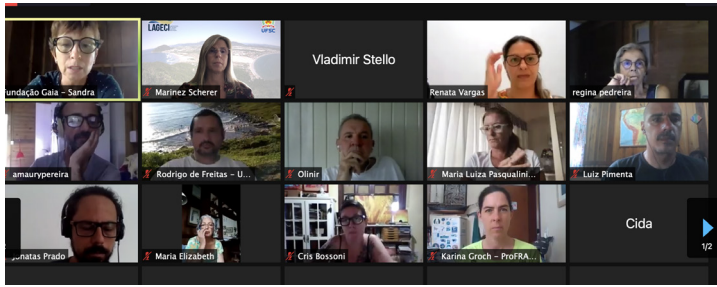 LAGECI
UFSC
Vladimir Stello
Fundação Gaia - Sandra
Marinez Scherer
Renata Vargas
regina pedreira
amaurypereira
Rodrigo de Freitas - U...
Olinir
Maria Luiza Pasqualini...
Luiz Pimenta
Jonatas Prado
Maria Elizabeth
Cris Bossoni
Karina Groch - ProFRA...
Cida
1/2